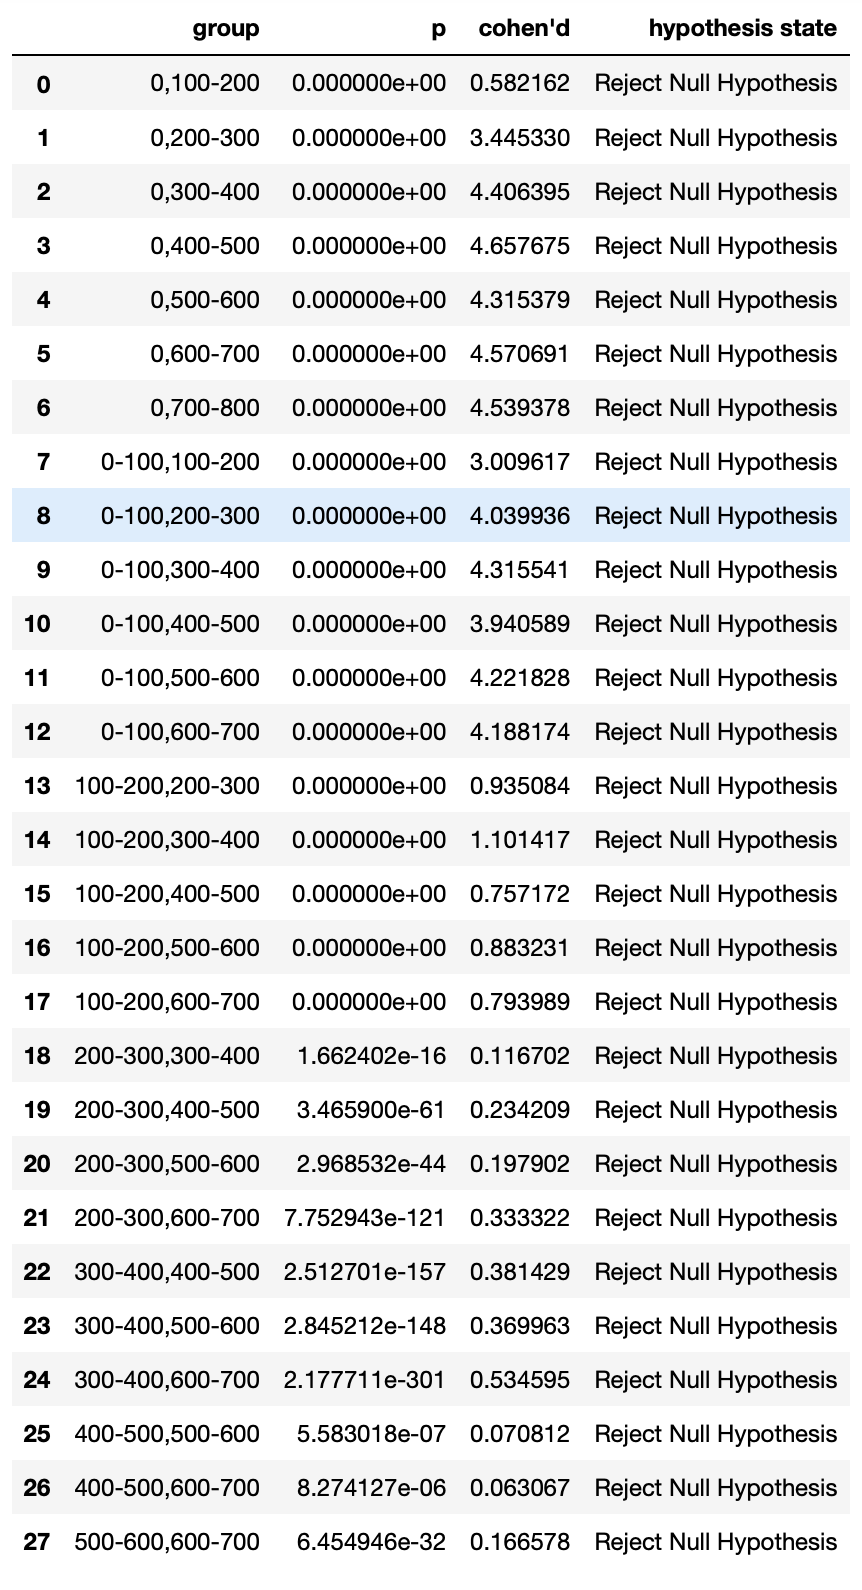 group p cohen'd hypothesis state
0 0,100-200 0.000000e+00 0.582162 Reject Null Hypothesis
1 0,200-300 0.000000e+00 3.445330 Reject Null Hypothesis
2 0,300-400 0.000000e+00 4.406395 Reject Null Hypothesis
3 0,400-500 0.000000e+00 4.657675 Reject Null Hypothesis
4 0,500-600 0.000000e+00 4.315379 Reject Null Hypothesis
5 0,600-700 0.000000e+00 4.570691 Reject Null Hypothesis
6 0,700-800 0.000000e+00 4.539378 Reject Null Hypothesis
7 0-100,100-200 0.000000e+00 3.009617 Reject Null Hypothesis
8 0-100,200-300 0.000000e+00 4.039936 Reject Null Hypothesis
9 0-100,300-400 0.000000e+00 4.315541 Reject Null Hypothesis
10 0-100,400-500 0.000000e+00 3.940589 Reject Null Hypothesis
11 0-100,500-600 0.000000e+00 4.221828 Reject Null Hypothesis
12 0-100,600-700 0.000000e+00 4.188174 Reject Null Hypothesis
13 100-200,200-300 0.000000e+00 0.935084 Reject Null Hypothesis
14 100-200,300-400 0.000000e+00 1.101417 Reject Null Hypothesis
15 100-200,400-500 0.000000e+00 0.757172 Reject Null Hypothesis
16 100-200,500-600 0.000000e+00 0.883231 Reject Null Hypothesis
17 100-200,600-700 0.000000e+00 0.793989 Reject Null Hypothesis
18 200-300,300-400 1.662402e-16 0.116702 Reject Null Hypothesis
19 200-300,400-500 3.465900e-61 0.234209 Reject Null Hypothesis
20 200-300,500-600 2.968532e-44 0.197902 Reject Null Hypothesis
21 200-300,600-700 7.752943e-121 0.333322 Reject Null Hypothesis
22 300-400,400-500 2.512701e-157 0.381429 Reject Null Hypothesis
23 300-400,500-600 2.845212e-148 0.369963 Reject Null Hypothesis
24 300-400,600-700 2.177711e-301 0.534595 Reject Null Hypothesis
25 400-500,500-600 5.583018e-07 0.070812 Reject Null Hypothesis
26 400-500,600-700 8.274127e-06 0.063067 Reject Null Hypothesis
27 500-600,600-700 6.454946e-32 0.166578 Reject Null Hypothesis